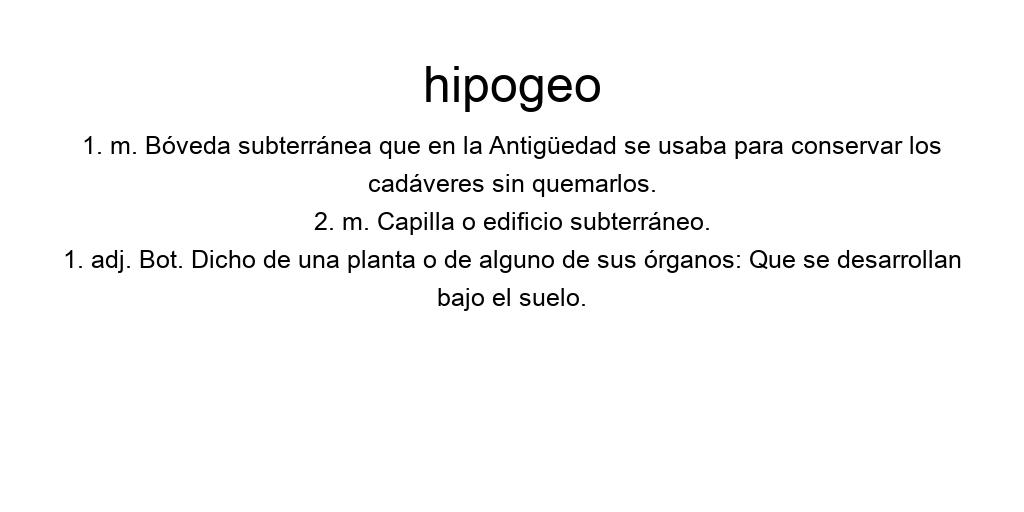 hipogeo
1. m. Bóveda subterránea que en la Antigüedad se usaba para conservar los
cadáveres sin quemarlos.
2. m. Capilla o edificio subterráneo.
1. adj. Bot. Dicho de una planta o de alguno de sus órganos: Que se desarrollan
bajo el suelo.